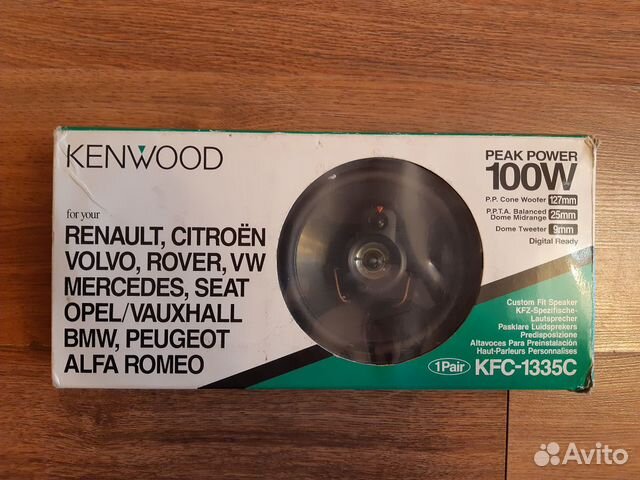 KENWOOD
for your
RENAULT, CITROËN
VOLVO, ROVER, VW
MERCEDES, SEAT
OPEL/VAUXHALL
BMW, PEUGEOT
ALFA ROMEO
PEAK POWER
100W
P.P. Cone Woofer 127mm
P.P.T.A. Balanced
Dome Midrange 25mm
Dome Tweeter 9mm
Digital Ready
Custom Fit Speaker
KFZ-Spezifische-
Lautsprecher
Pasklare Luidsprekers
Predisposizione
Altavoces Para Preinstalación
Haut-Parleurs Personnalises
1Pair KFC-1335C
Avito